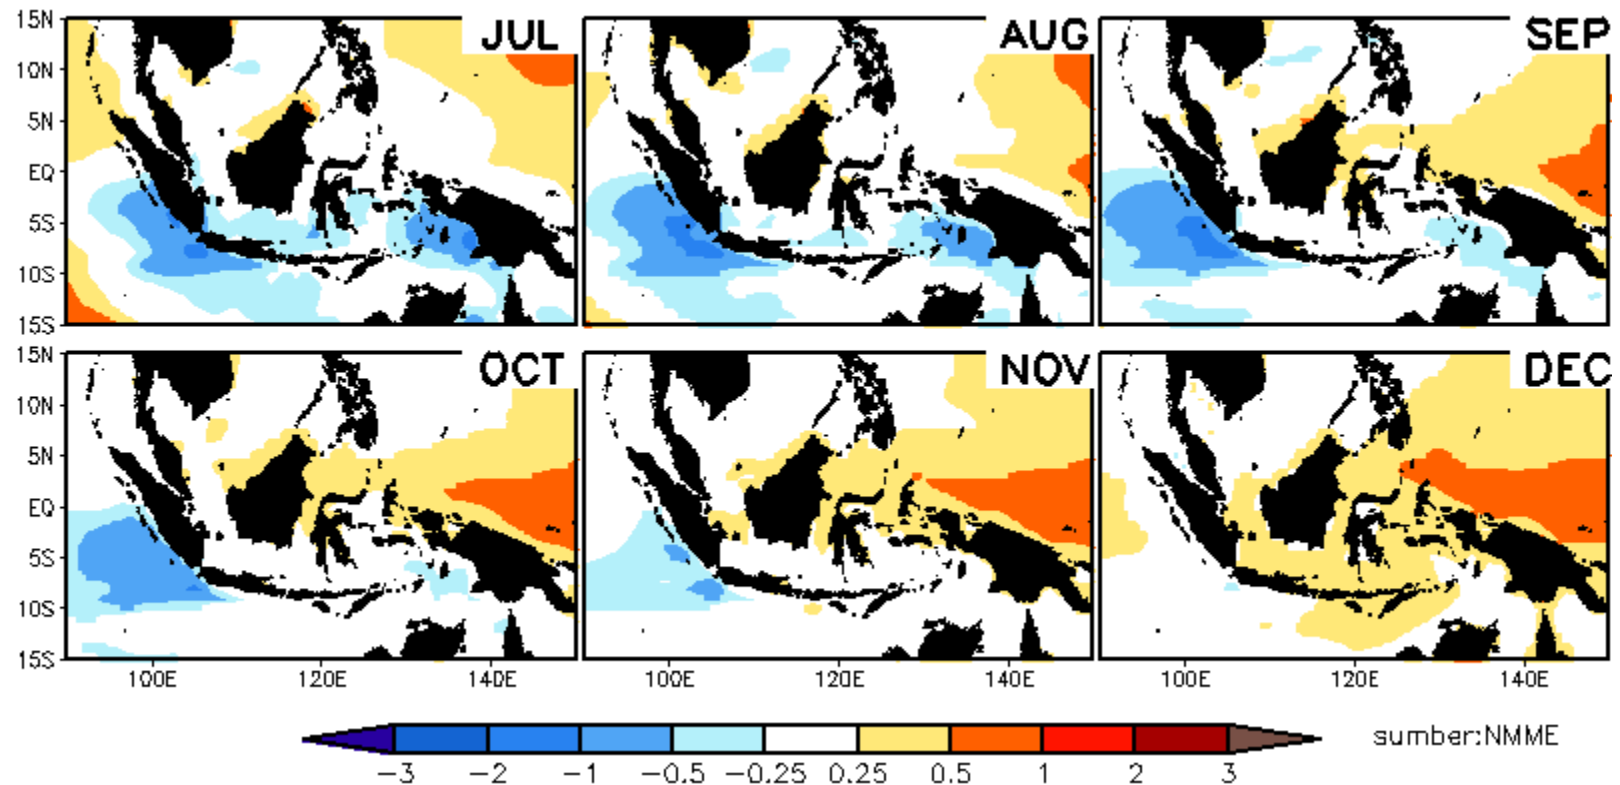 15N
10N
5N
EQ
5S
10S
15S
JUL
AUG
SEP
15N
10N
5N
EQ
5S
10S
15S
OCT
NOV
DEC
100E 120E 140E 100E 120E 140E 100E 120E 140E
−3 −2 −1 −0.5 −0.25 0.25 0.5 1 2 3
sumber:NMME